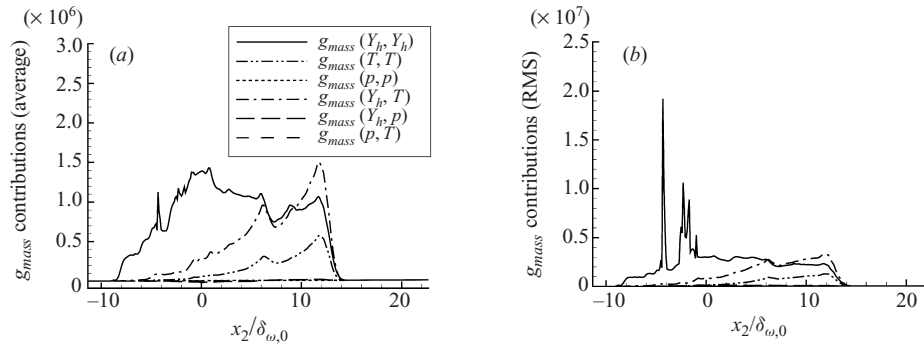 (× 10⁶)
3.0
2.5
2.0
1.5
1.0
0.5
0
−10
0
10
20
(a)
g_mass (Y_h, Y_h)
g_mass (T, T)
g_mass (p, p)
g_mass (Y_h, T)
g_mass (Y_h, p)
g_mass (p, T)
g_mass contributions (average)
x₂/δ_ω,0
(× 10⁷)
2.5
2.0
1.5
1.0
0.5
0
−10
0
10
20
(b)
g_mass contributions (RMS)
x₂/δ_ω,0